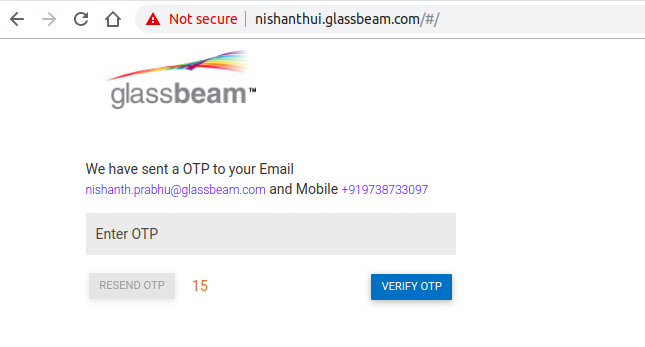 Not secure nishanthui.glassbeam.com/#/
glassbeam™
We have sent a OTP to your Email
nishanth.prabhu@glassbeam.com and Mobile +919738733097
Enter OTP
RESEND OTP 15 VERIFY OTP